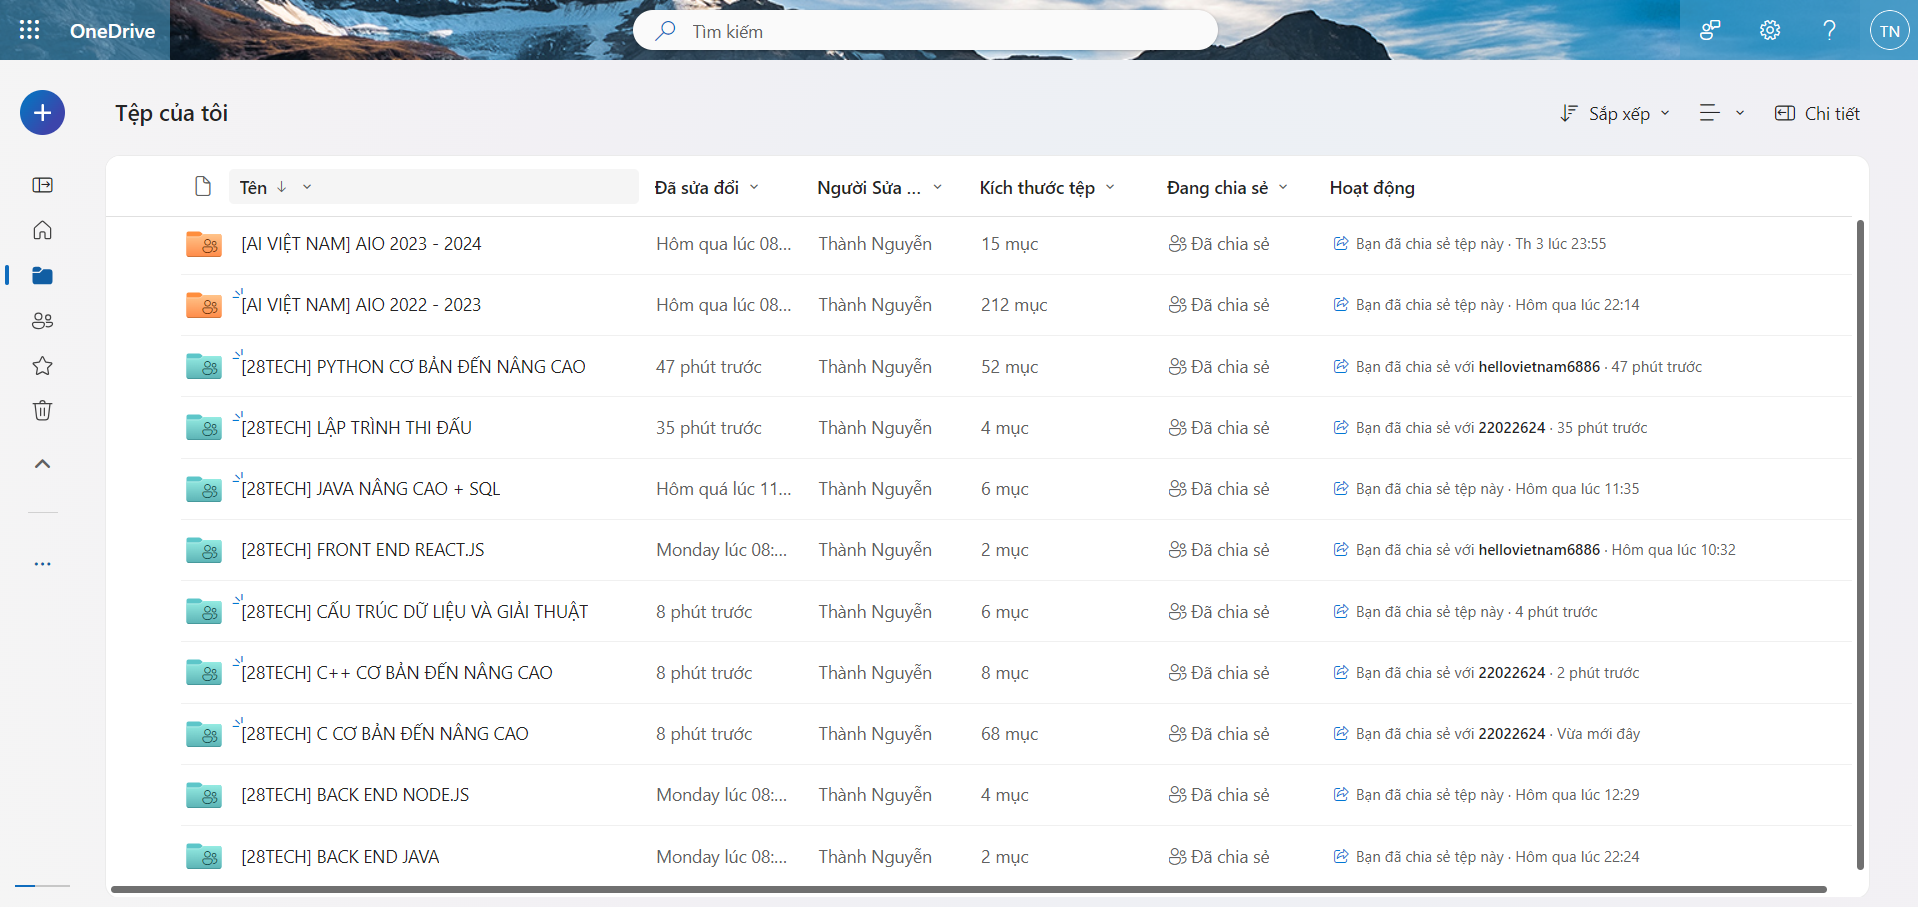 OneDrive
Tìm kiếm
TN
Tệp của tôi
Sắp xếp
Chi tiết
Tên Đã sửa đổi Người Sửa ... Kích thước tệp Đang chia sẻ Hoạt động
[AI VIỆT NAM] AIO 2023 - 2024 Hôm qua lúc 08... Thành Nguyễn 15 mục Đã chia sẻ Bạn đã chia sẻ tệp này · Th 3 lúc 23:55
[AI VIỆT NAM] AIO 2022 - 2023 Hôm qua lúc 08... Thành Nguyễn 212 mục Đã chia sẻ Bạn đã chia sẻ tệp này · Hôm qua lúc 22:14
[28TECH] PYTHON CƠ BẢN ĐẾN NÂNG CAO 47 phút trước Thành Nguyễn 52 mục Đã chia sẻ Bạn đã chia sẻ với hellovietnam6886 · 47 phút trước
[28TECH] LẬP TRÌNH THI ĐẤU 35 phút trước Thành Nguyễn 4 mục Đã chia sẻ Bạn đã chia sẻ với 22022624 · 35 phút trước
[28TECH] JAVA NÂNG CAO + SQL Hôm quá lúc 11... Thành Nguyễn 6 mục Đã chia sẻ Bạn đã chia sẻ tệp này · Hôm qua lúc 11:35
[28TECH] FRONT END REACT.JS Monday lúc 08:... Thành Nguyễn 2 mục Đã chia sẻ Bạn đã chia sẻ với hellovietnam6886 · Hôm qua lúc 10:32
[28TECH] CẤU TRÚC DỮ LIỆU VÀ GIẢI THUẬT 8 phút trước Thành Nguyễn 6 mục Đã chia sẻ Bạn đã chia sẻ tệp này · 4 phút trước
[28TECH] C++ CƠ BẢN ĐẾN NÂNG CAO 8 phút trước Thành Nguyễn 8 mục Đã chia sẻ Bạn đã chia sẻ với 22022624 · 2 phút trước
[28TECH] C CƠ BẢN ĐẾN NÂNG CAO 8 phút trước Thành Nguyễn 68 mục Đã chia sẻ Bạn đã chia sẻ với 22022624 · Vừa mới đây
[28TECH] BACK END NODE.JS Monday lúc 08:... Thành Nguyễn 4 mục Đã chia sẻ Bạn đã chia sẻ tệp này · Hôm qua lúc 12:29
[28TECH] BACK END JAVA Monday lúc 08:... Thành Nguyễn 2 mục Đã chia sẻ Bạn đã chia sẻ tệp này · Hôm qua lúc 22:24